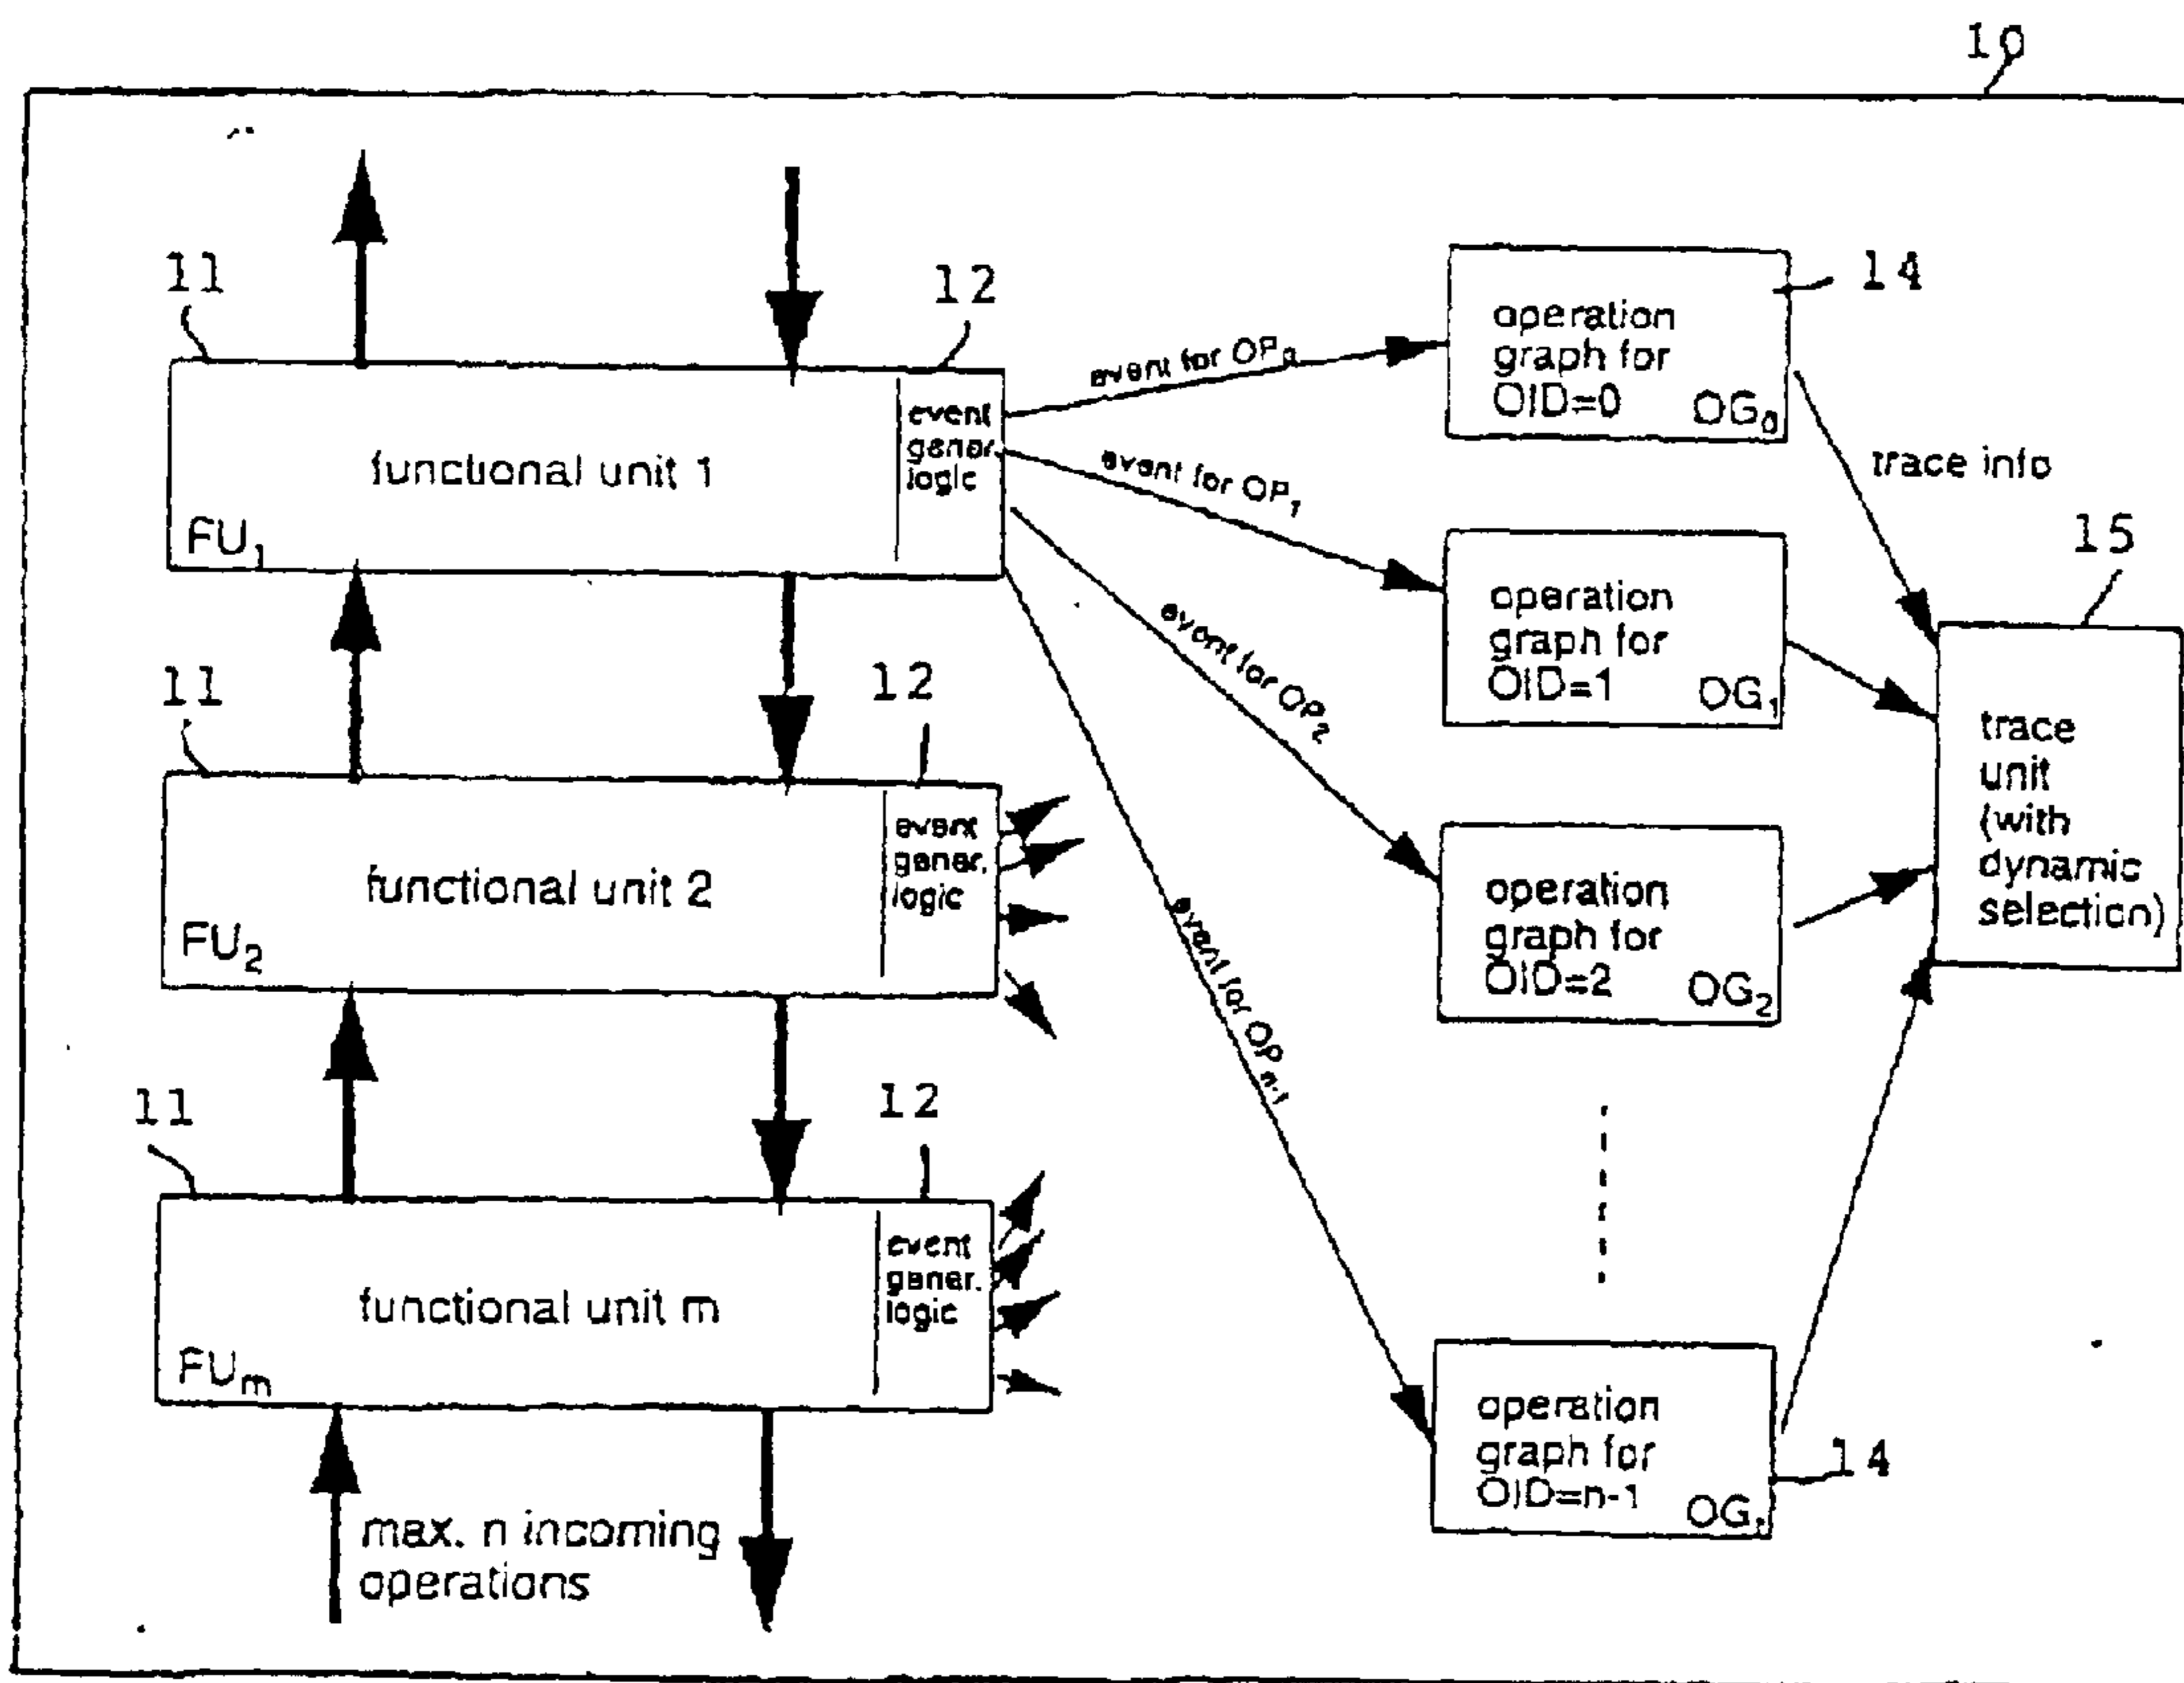 10
11
12
functional unit 1
FU1
event
gener.
logic
event for OP0
event for OP1
event for OP2
event for OPn-1
14
operation
graph for
OID=0
OG0
trace info
operation
graph for
OID=1
OG1
15
trace
unit
(with
dynamic
selection)
11
12
functional unit 2
FU2
event
gener.
logic
operation
graph for
OID=2
OG2
11
12
functional unit m
FUm
event
gener.
logic
operation
graph for
OID=n-1
14
max. n incoming
operations